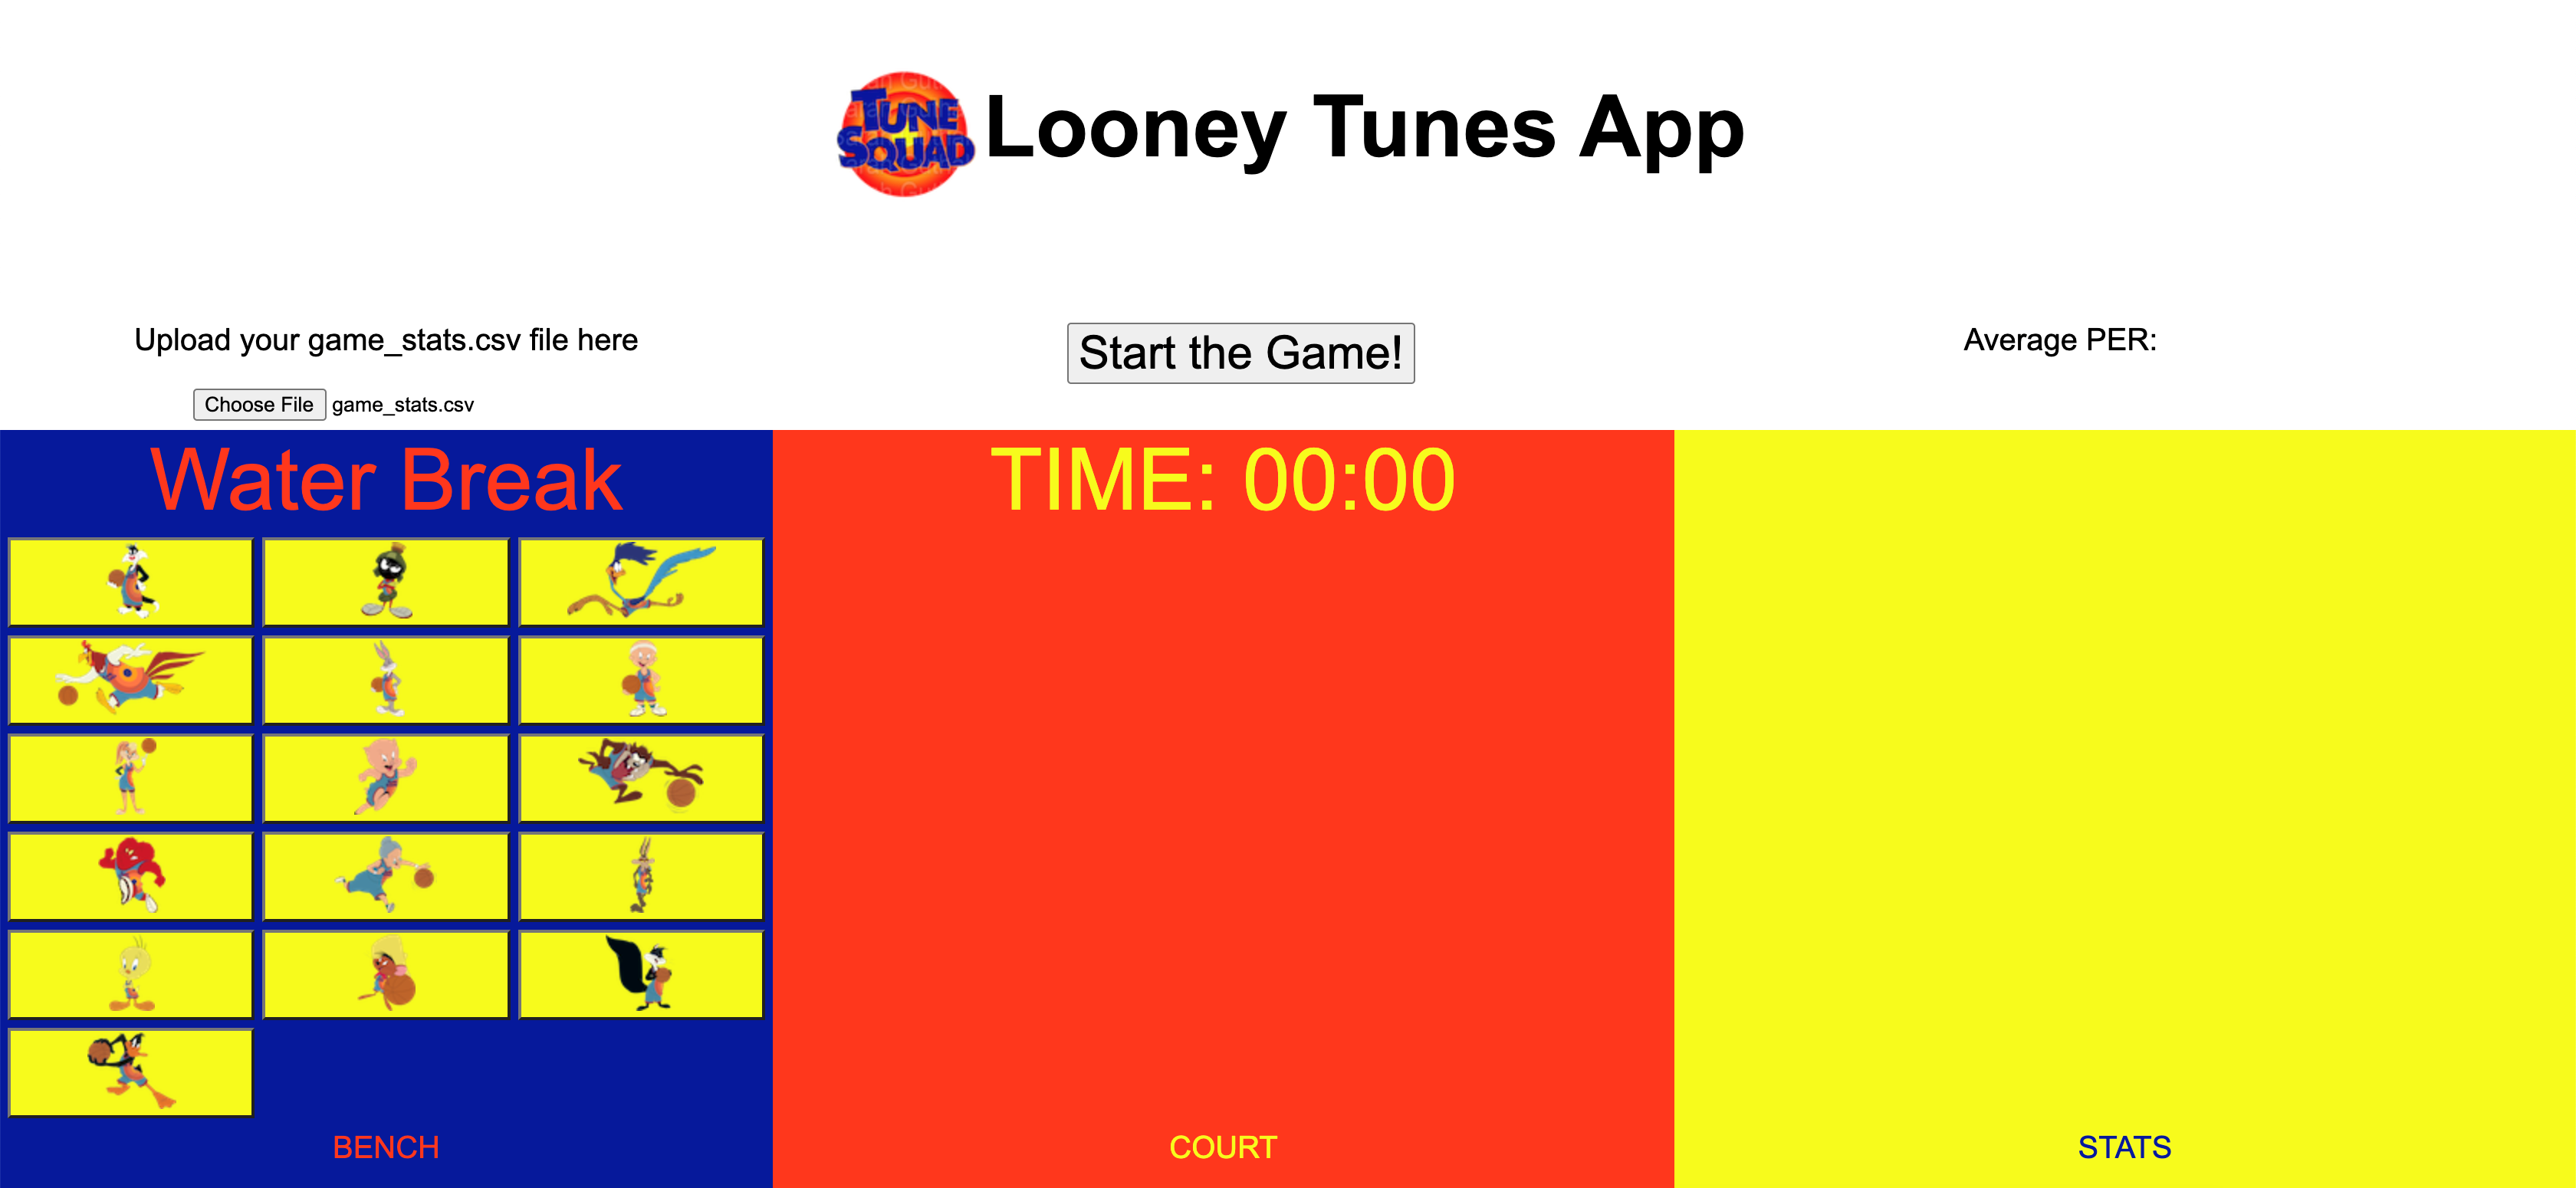 TUNE
SQUAD
Looney Tunes App
Upload your game_stats.csv file here
Start the Game!
Average PER:
Choose File game_stats.csv
Water Break
TIME: 00:00
BENCH
COURT
STATS